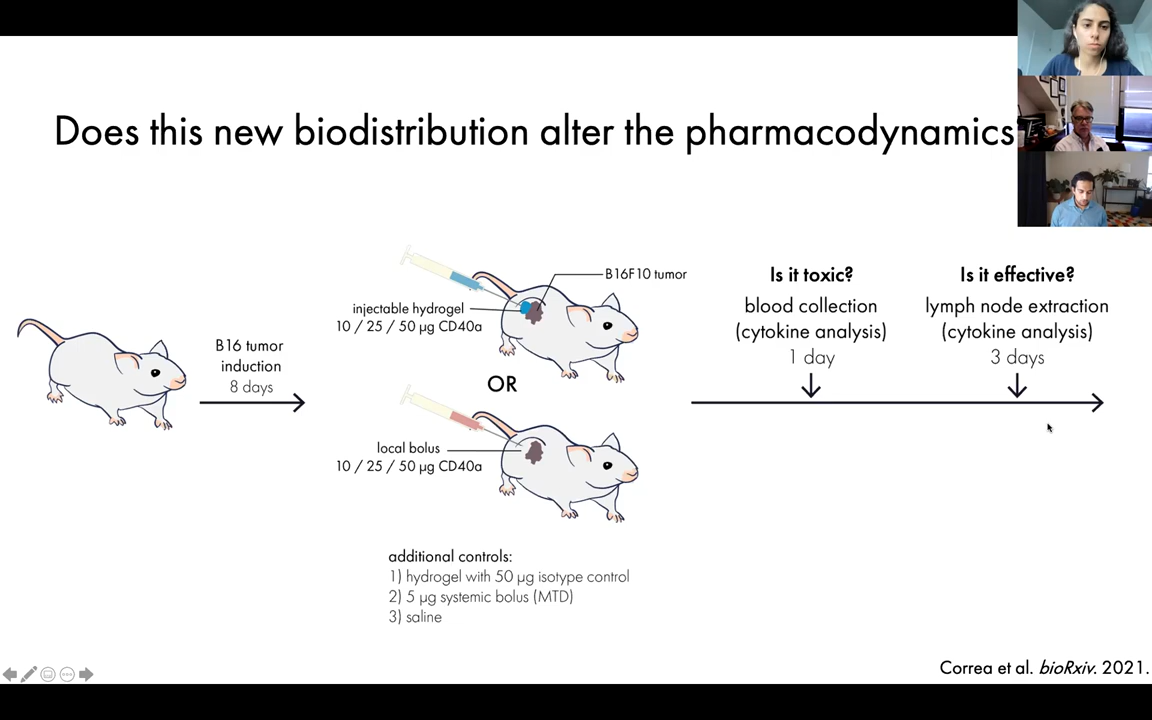 Does this new biodistribution alter the pharmacodynamics
B16 tumor
induction
8 days
injectable hydrogel
10 / 25 / 50 µg CD40a
B16F10 tumor
OR
local bolus
10 / 25 / 50 µg CD40a
additional controls:
1) hydrogel with 50 µg isotype control
2) 5 µg systemic bolus (MTD)
3) saline
Is it toxic?
blood collection
(cytokine analysis)
1 day
Is it effective?
lymph node extraction
(cytokine analysis)
3 days
Correa et al. bioRxiv. 2021.